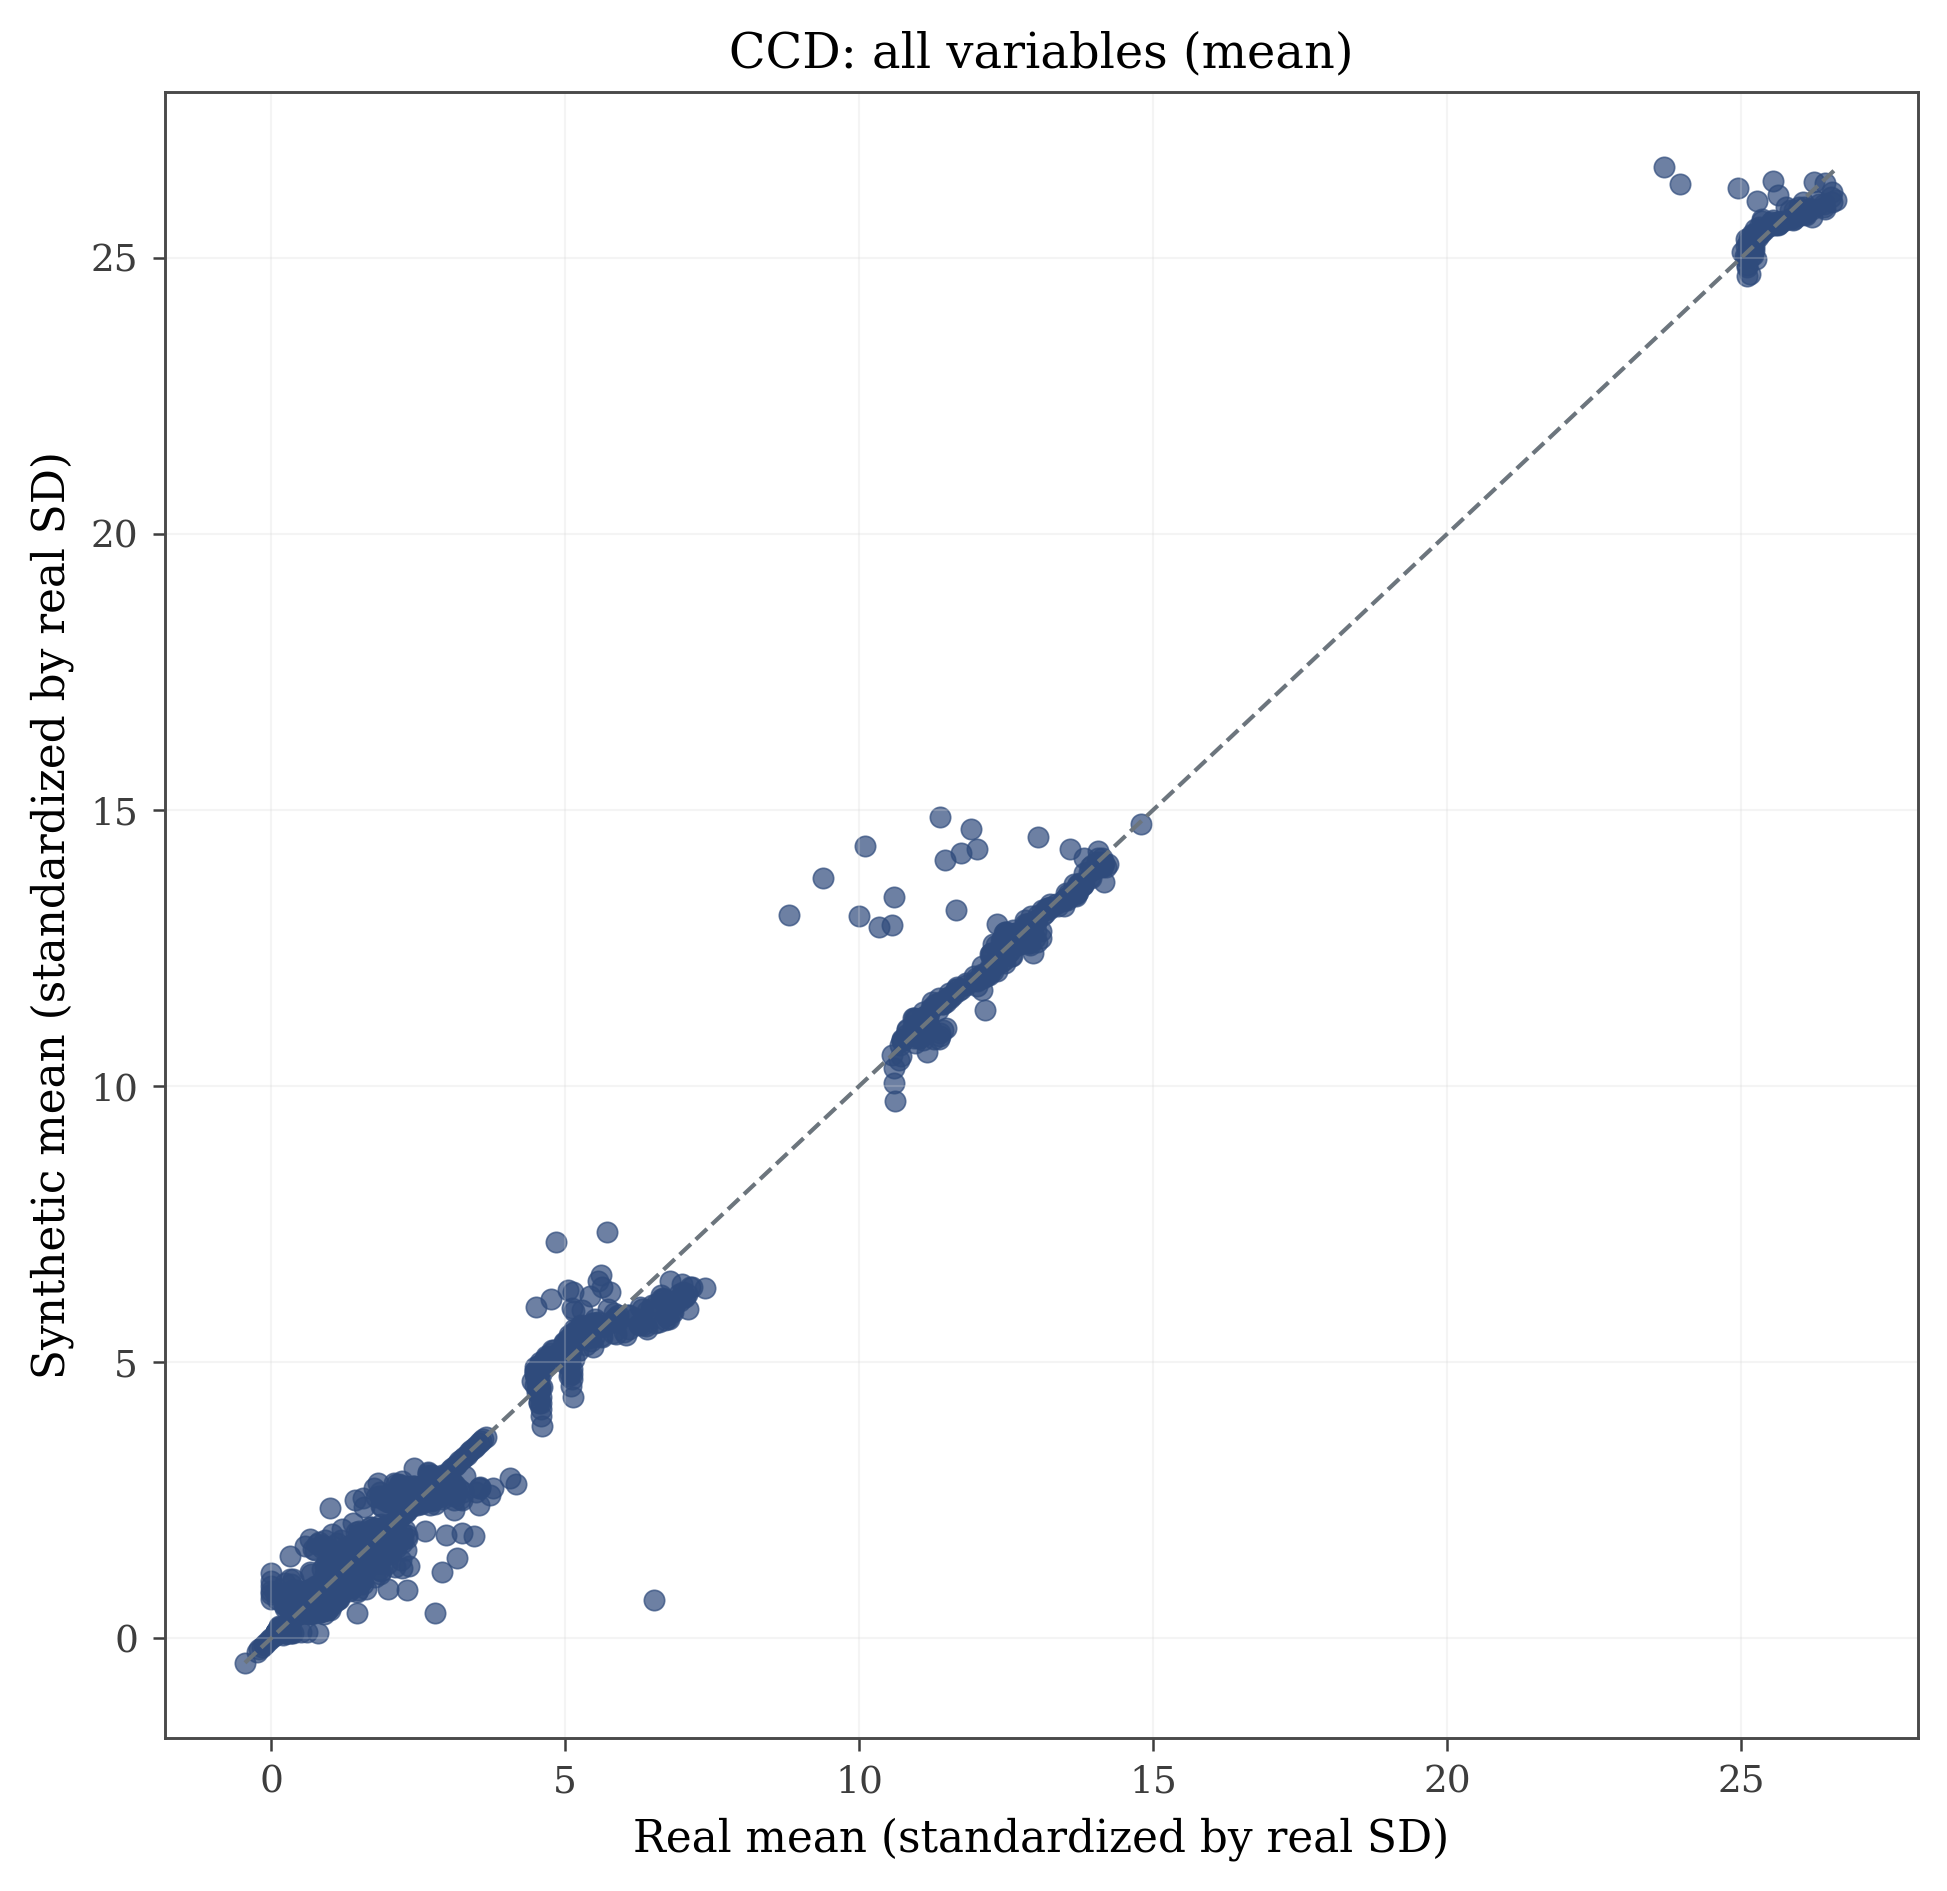 CCD: all variables (mean)
Synthetic mean (standardized by real SD)
25
20
15
10
5
0
0 5 10 15 20 25
Real mean (standardized by real SD)